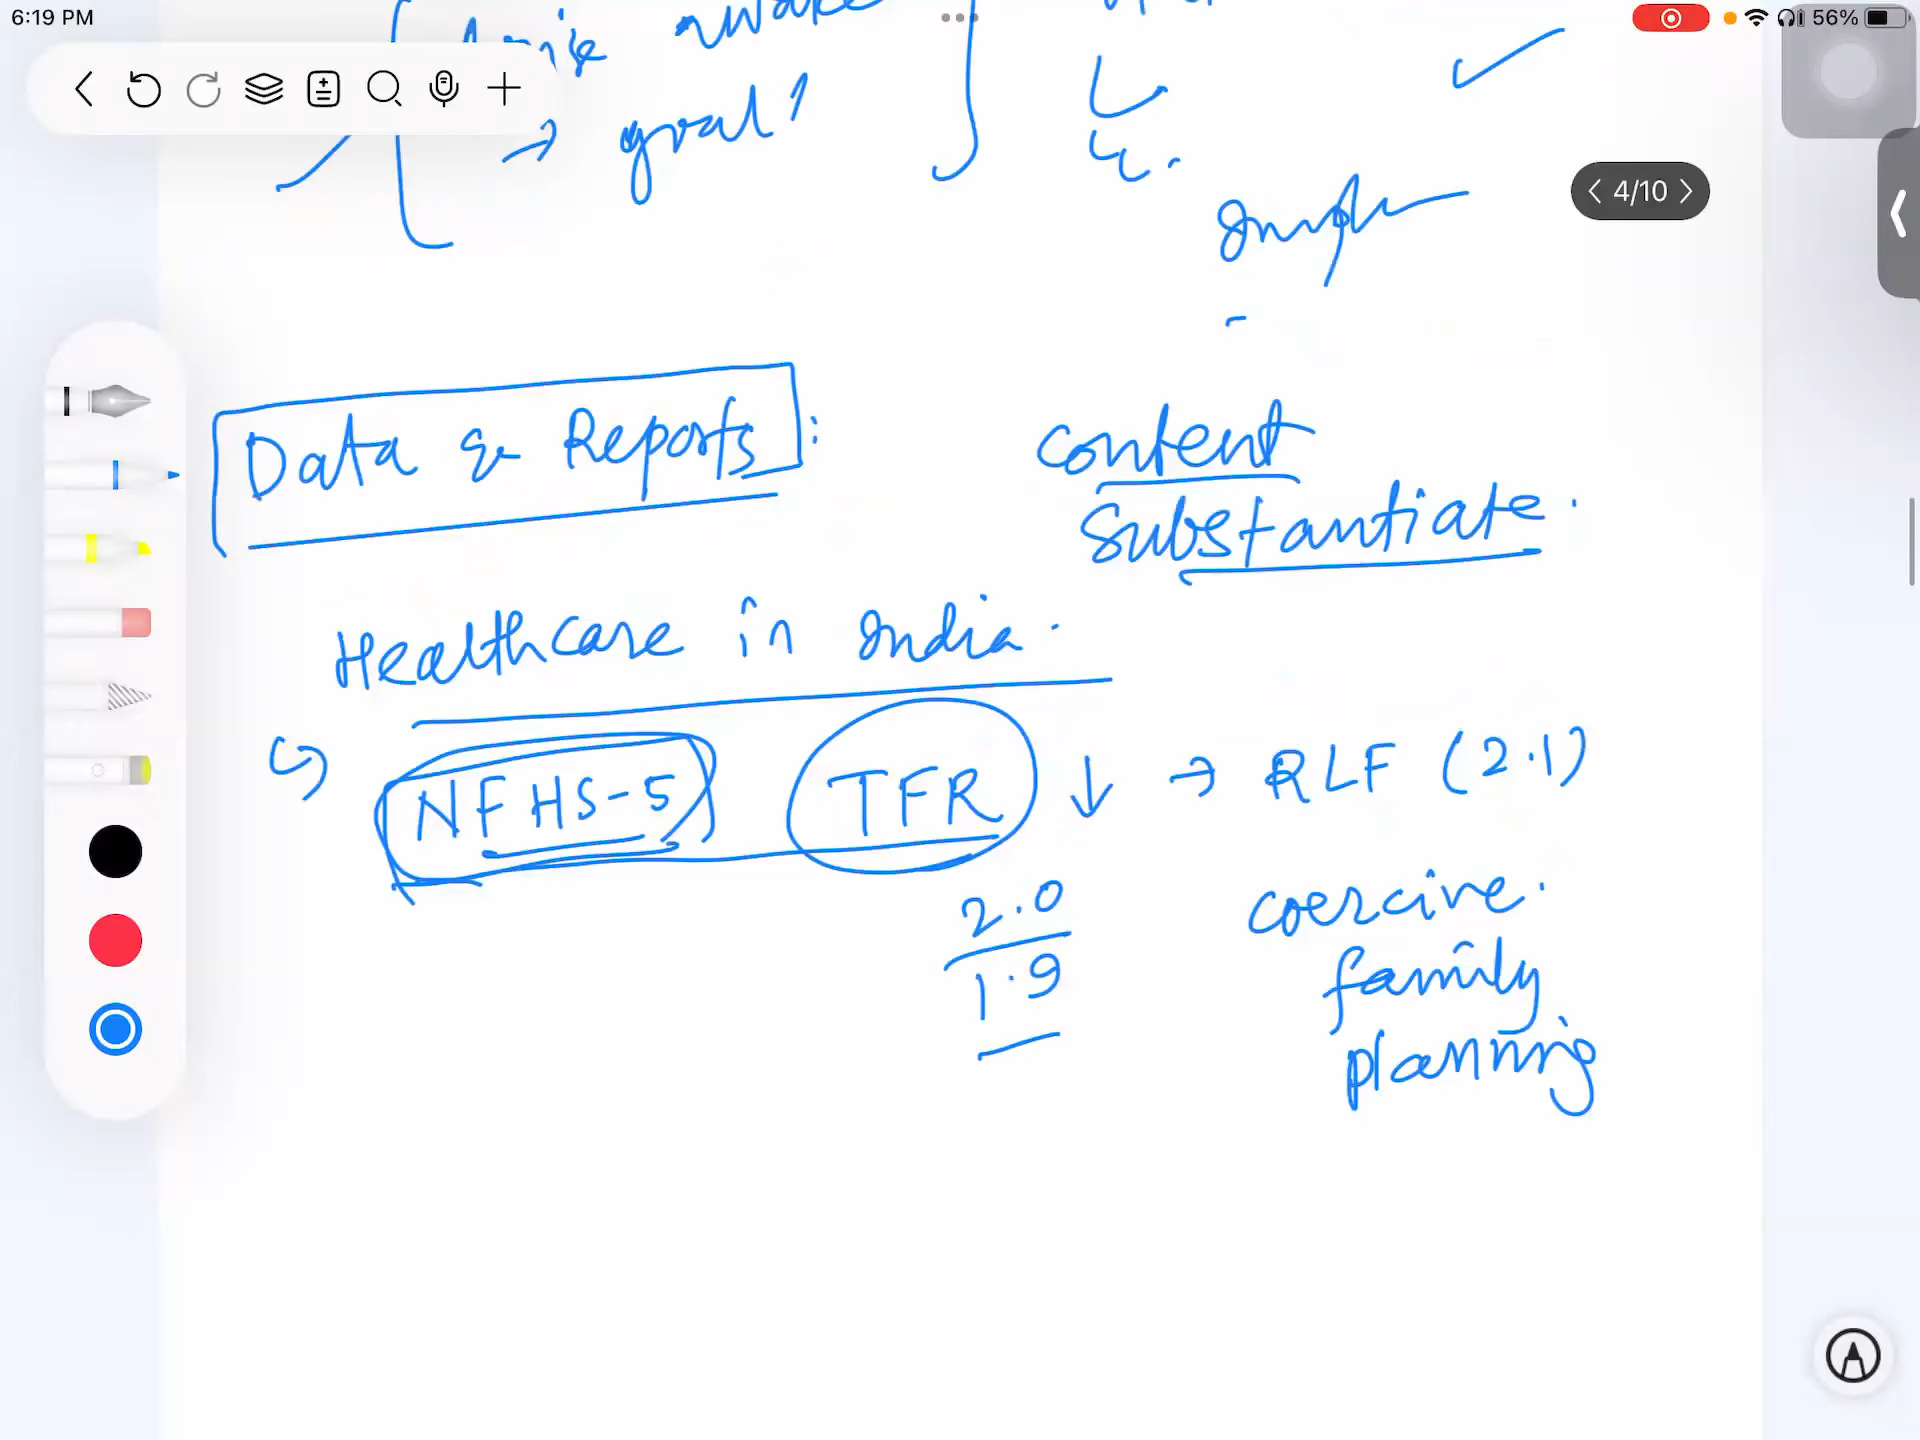 6:19 PM
56%
→ goal?
4/10
Data & Reports :
content
substantiate.
Healthcare in India.
NFHS-5 TFR ↓ → RLF (2.1)
2.0
1.9
coercive.
family
planning